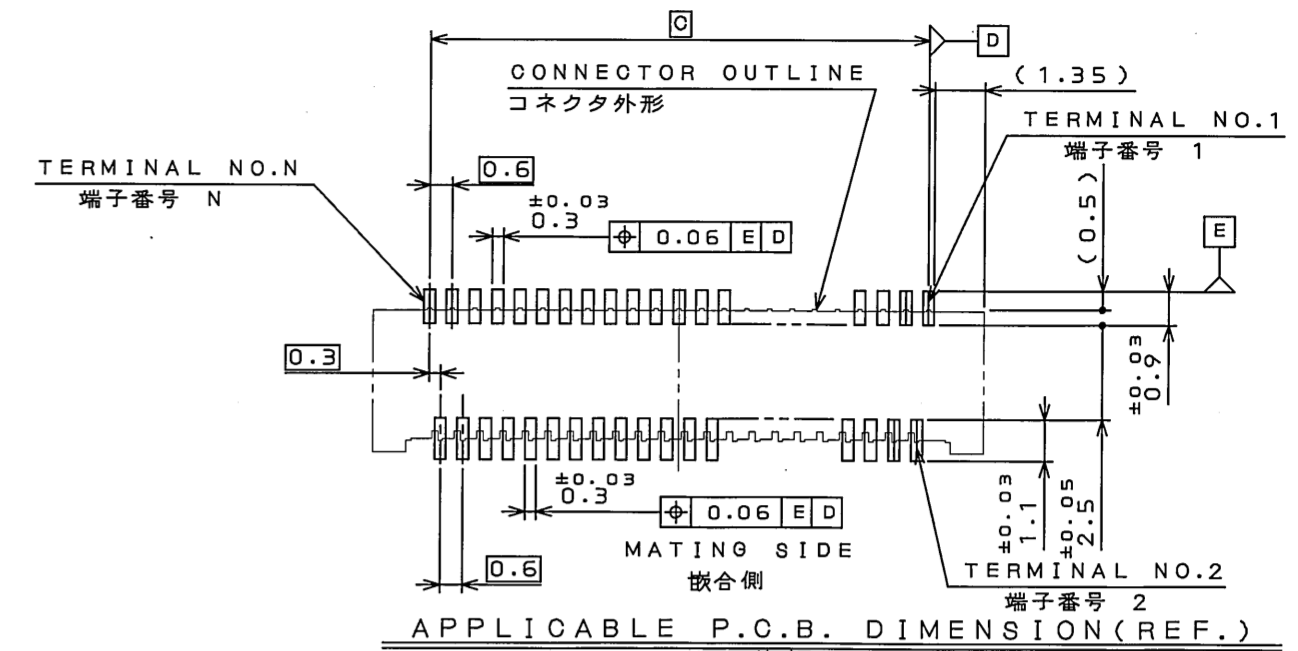 C
D
CONNECTOR OUTLINE
コネクタ外形
(1.35)
TERMINAL NO.1
端子番号 1
TERMINAL NO.N
端子番号 N
0.6
±0.03
0.3
0.06 E D
(0.5)
E
0.3
±0.03
0.9
±0.03
0.3
0.06 E D
MATING SIDE
嵌合側
0.6
±0.03
1.1
±0.05
2.5
TERMINAL NO.2
端子番号 2
APPLICABLE P.C.B. DIMENSION(REF.)